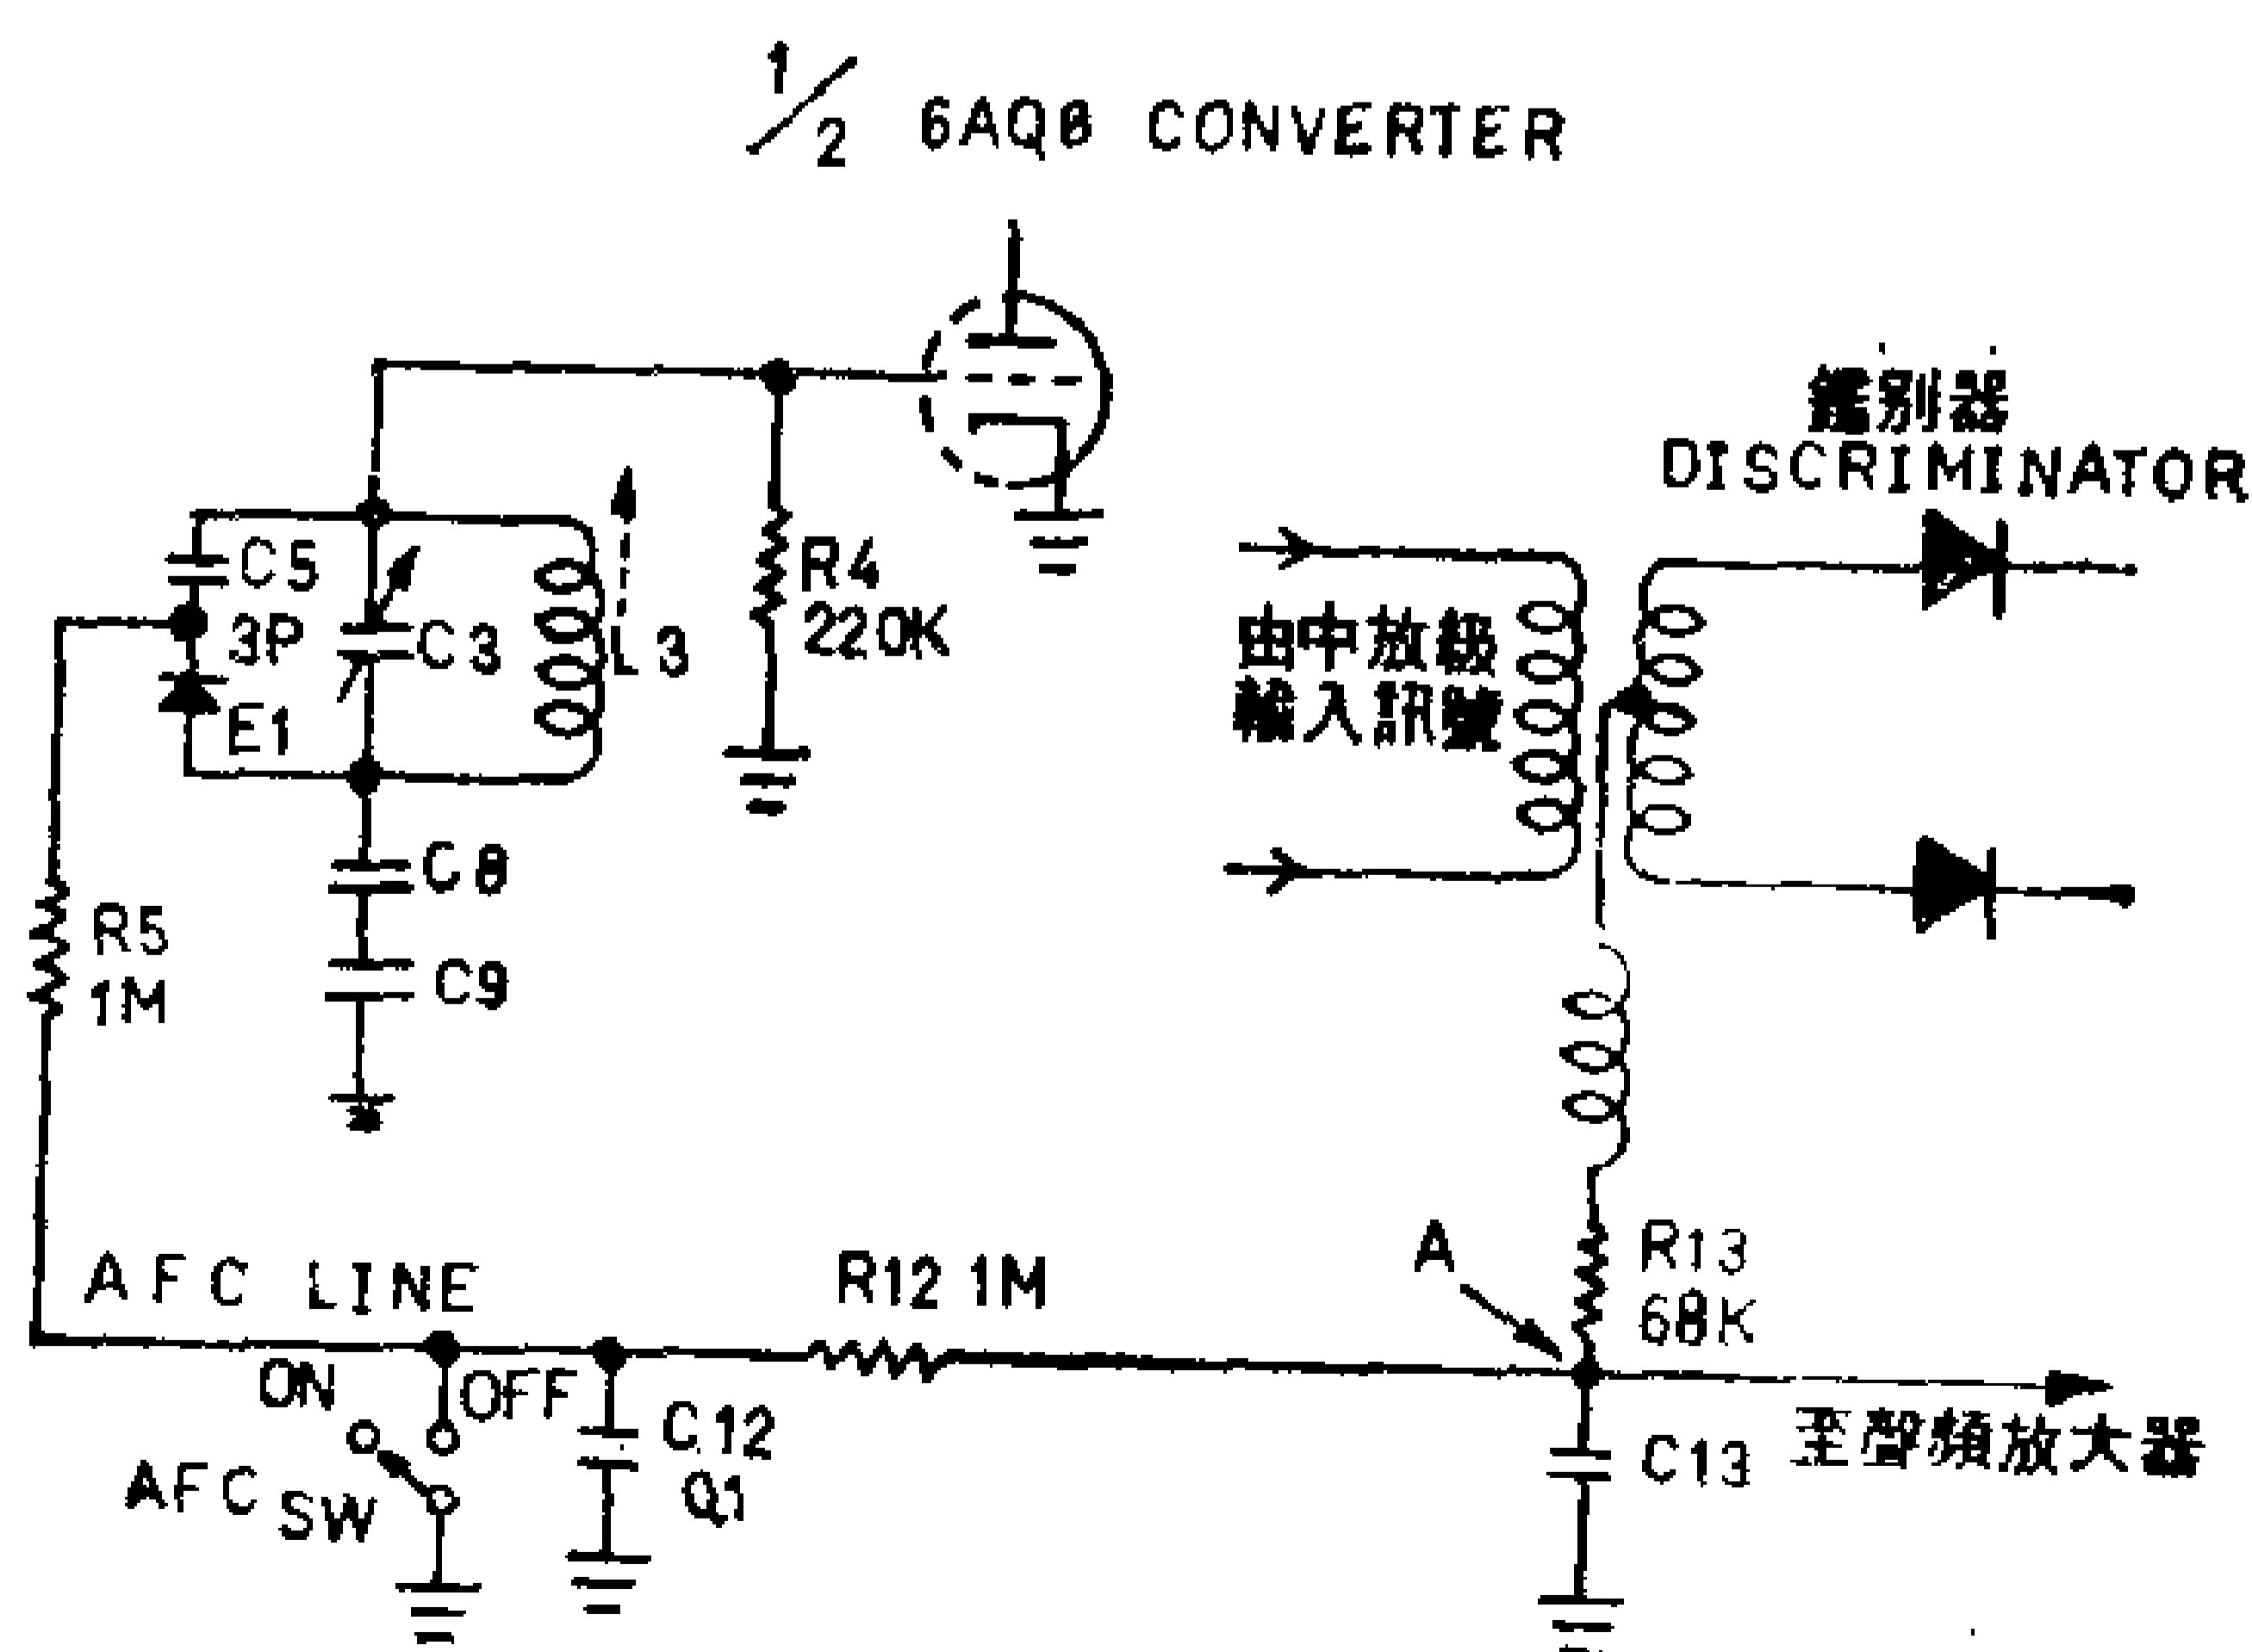 1/2 6AQ8 CONVERTER
鑑别器
DISCRIMINATOR
C5
3P
C3
L3
E1
R4
220K
由中放級
輸入訊號
C8
C9
R5
1M
R13
68K
A
AFC LINE
R12 1M
ON
OFF
AFC SW
C12
Q1
C13
至聲頻放大器